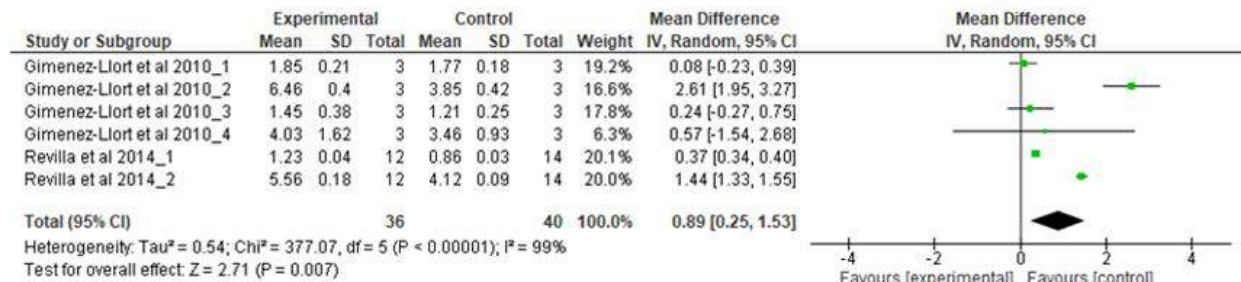 Experimental Control Mean Difference Mean Difference
Study or Subgroup Mean SD Total Mean SD Total Weight IV, Random, 95% CI IV, Random, 95% CI
Gimenez-Llort et al 2010_1 1.85 0.21 3 1.77 0.18 3 19.2% 0.08 [-0.23, 0.39]
Gimenez-Llort et al 2010_2 6.46 0.4 3 3.85 0.42 3 16.6% 2.61 [1.95, 3.27]
Gimenez-Llort et al 2010_3 1.45 0.38 3 1.21 0.25 3 17.8% 0.24 [-0.27, 0.75]
Gimenez-Llort et al 2010_4 4.03 1.62 3 3.46 0.93 3 6.3% 0.57 [-1.54, 2.68]
Revilla et al 2014_1 1.23 0.04 12 0.86 0.03 14 20.1% 0.37 [0.34, 0.40]
Revilla et al 2014_2 5.56 0.18 12 4.12 0.09 14 20.0% 1.44 [1.33, 1.55]
Total (95% CI) 36 40 100.0% 0.89 [0.25, 1.53]
Heterogeneity: Tau² = 0.54; Chi² = 377.07, df = 5 (P < 0.00001); I² = 99%
Test for overall effect: Z = 2.71 (P = 0.007)
-4 -2 0 2 4
Favours [experimental] Favours [control]